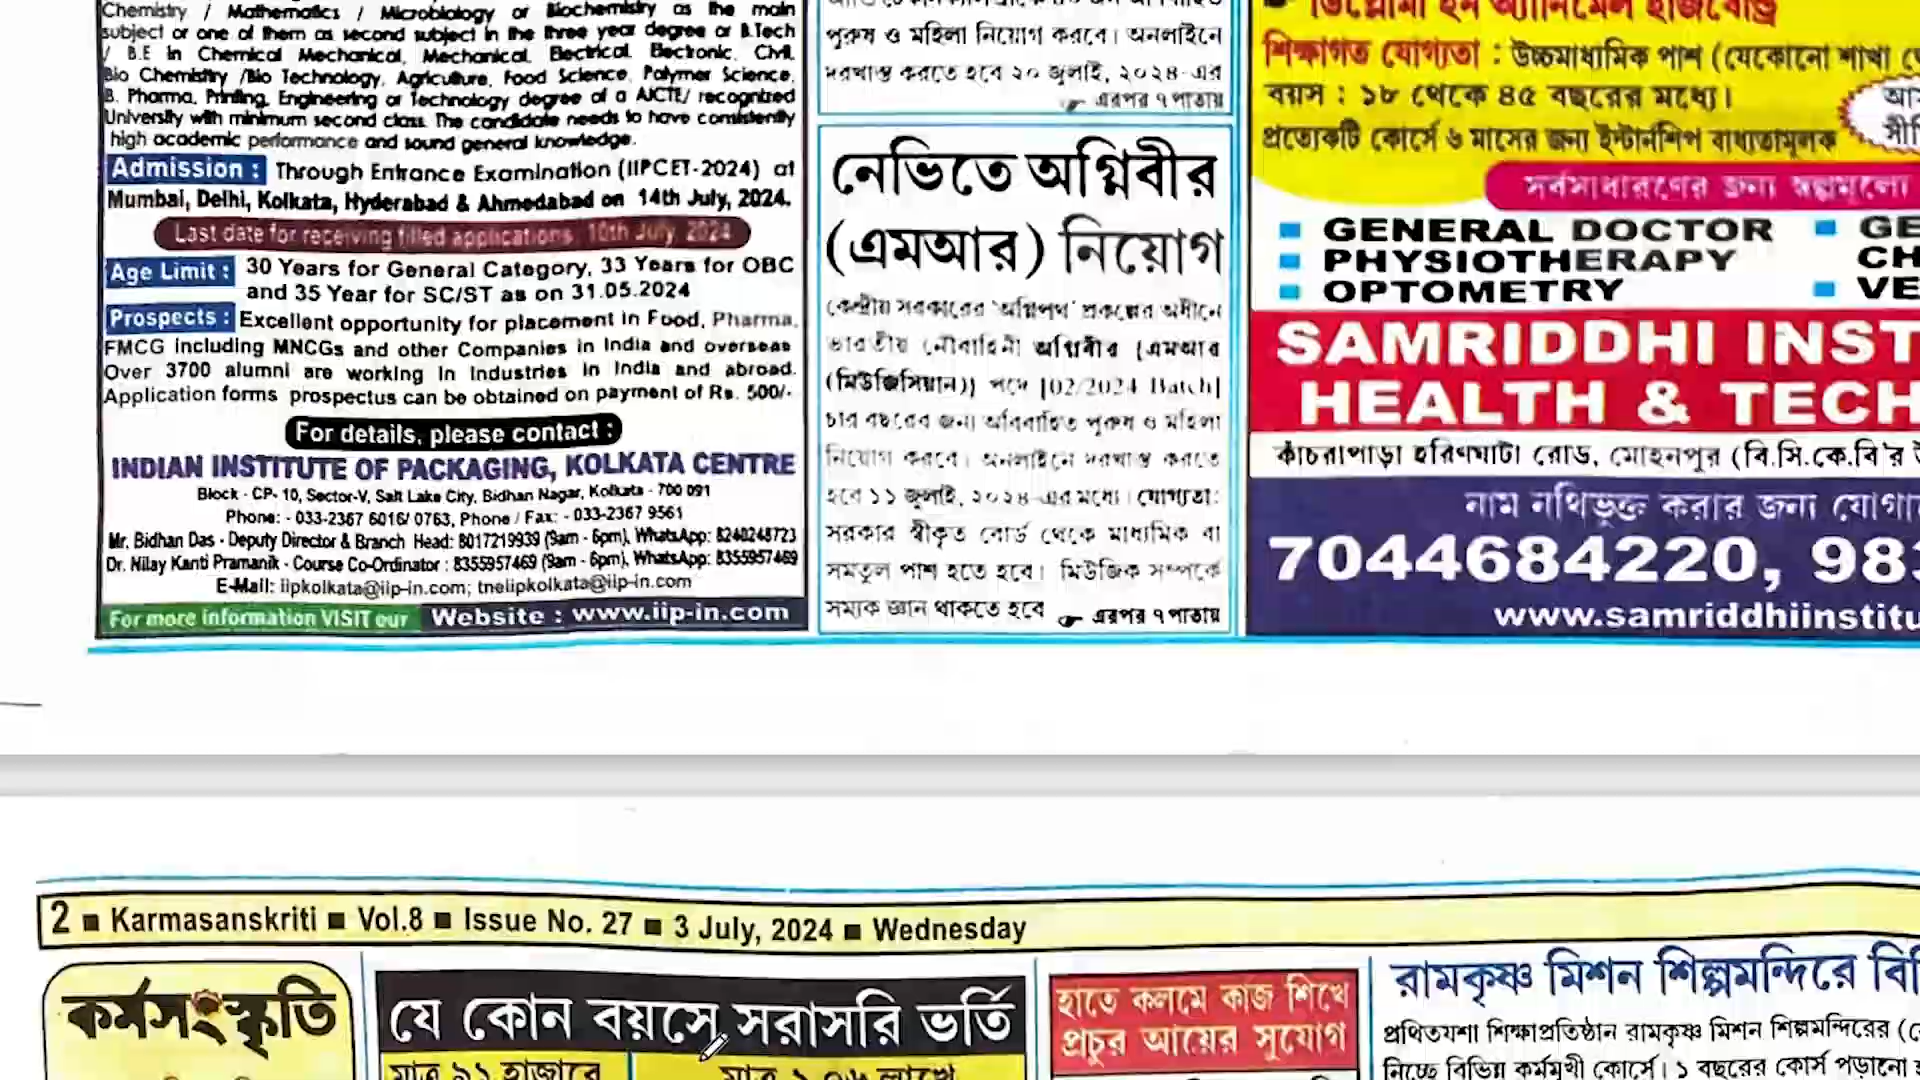 Chemistry / Mathematics / Microbiology or Biochemistry as the main
subject or one of them as second subject in the three year degree or B.Tech
/ B.E in Chemical Mechanical, Mechanical, Electrical, Electronic, Civil,
Bio Chemistry /Bio Technology, Agriculture, Food Science, Polymer Science,
B. Pharma, Printing, Engineering or Technology degree of a AICTE/ recognized
University with minimum second class. The candidate needs to have consistently
high academic performance and sound general knowledge.
Admission : Through Entrance Examination (IIPCET-2024) at
Mumbai, Delhi, Kolkata, Hyderabad & Ahmedabad on 14th July, 2024.
Last date for receiving filled applications: 10th July, 2024
Age Limit : 30 Years for General Category, 33 Years for OBC
and 35 Year for SC/ST as on 31.05.2024
Prospects : Excellent opportunity for placement in Food, Pharma,
FMCG including MNCGs and other Companies in India and overseas
Over 3700 alumni are working in Industries in India and abroad.
Application forms prospectus can be obtained on payment of Rs. 500/-
For details, please contact :
INDIAN INSTITUTE OF PACKAGING, KOLKATA CENTRE
Block - CP- 10, Sector-V, Salt Lake City, Bidhan Nagar, Kolkata - 700 091
Phone: - 033-2367 6016/ 0763, Phone / Fax: - 033-2367 9561
Mr. Bidhan Das - Deputy Director & Branch Head: 8017219939 (9am - 6pm), WhatsApp: 8240248723
Dr. Nilay Kanti Pramanik - Course Co-Ordinator : 8355957469 (9am - 6pm), WhatsApp: 8355957469
E-Mail: iipkolkata@iip-in.com; tneiipkolkata@iip-in.com
For more information VISIT our Website : www.iip-in.com
পুরুষ ও মহিলা নিয়োগ করবে। অনলাইনে
দরখাস্ত করতে হবে ২০ জুলাই, ২০২৪-এর
এরপর ৭ পাতায়
নেভিতে অগ্নিবীর
(এমআর) নিয়োগ
কেন্দ্রীয় সরকারের 'অগ্নিপথ' প্রকল্পের অধীনে
ভারতীয় নৌবাহিনী অগ্নিবীর (এমআর
(মিউজিসিয়ান)) পদে [02/2024 Batch]
চার বছরের জন্য অবিবাহিত পুরুষ ও মহিলা
নিয়োগ করবে। অনলাইনে দরখাস্ত করতে
হবে ১১ জুলাই, ২০২৪-এর মধ্যে। যোগ্যতা:
সরকার স্বীকৃত বোর্ড থেকে মাধ্যমিক বা
সমতুল পাশ হতে হবে। মিউজিক সম্পর্কে
সম্যক জ্ঞান থাকতে হবে এরপর ৭ পাতায়
ডিপ্লোমা ইন অ্যানিমেল হাজবেন্ড্রি
শিক্ষাগত যোগ্যতা : উচ্চমাধ্যমিক পাশ (যেকোনো শাখা
বয়স : ১৮ থেকে ৪৫ বছরের মধ্যে।
প্রত্যেকটি কোর্সে ৬ মাসের জন্য ইন্টার্নশিপ বাধ্যতামূলক
সর্বসাধারণের জন্য স্বল্পমূল্যে
■ GENERAL DOCTOR ■ GE
■ PHYSIOTHERAPY CH
■ OPTOMETRY ■ VE
SAMRIDDHI INST
HEALTH & TECH
কাঁচরাপাড়া হরিণঘাটা রোড, মোহনপুর (বি.সি.কে.বি'র
নাম নথিভুক্ত করার জন্য যোগা
7044684220, 983
www.samriddhiinstitu
2 ■ Karmasanskriti ■ Vol.8 ■ Issue No. 27 ■ 3 July, 2024 ■ Wednesday
কর্মসংস্কৃতি
যে কোন বয়সে সরাসরি ভর্তি
মাত্র ৯১ হাজারে
হাতে কলমে কাজ শিখে
প্রচুর আয়ের সুযোগ
রামকৃষ্ণ মিশন শিল্পমন্দিরে বি
প্রথিতযশা শিক্ষাপ্রতিষ্ঠান রামকৃষ্ণ মিশন শিল্পমন্দিরের
নিচ্ছে বিভিন্ন কর্মমুখী কোর্সে। ১ বছরের কোর্স পড়ানো